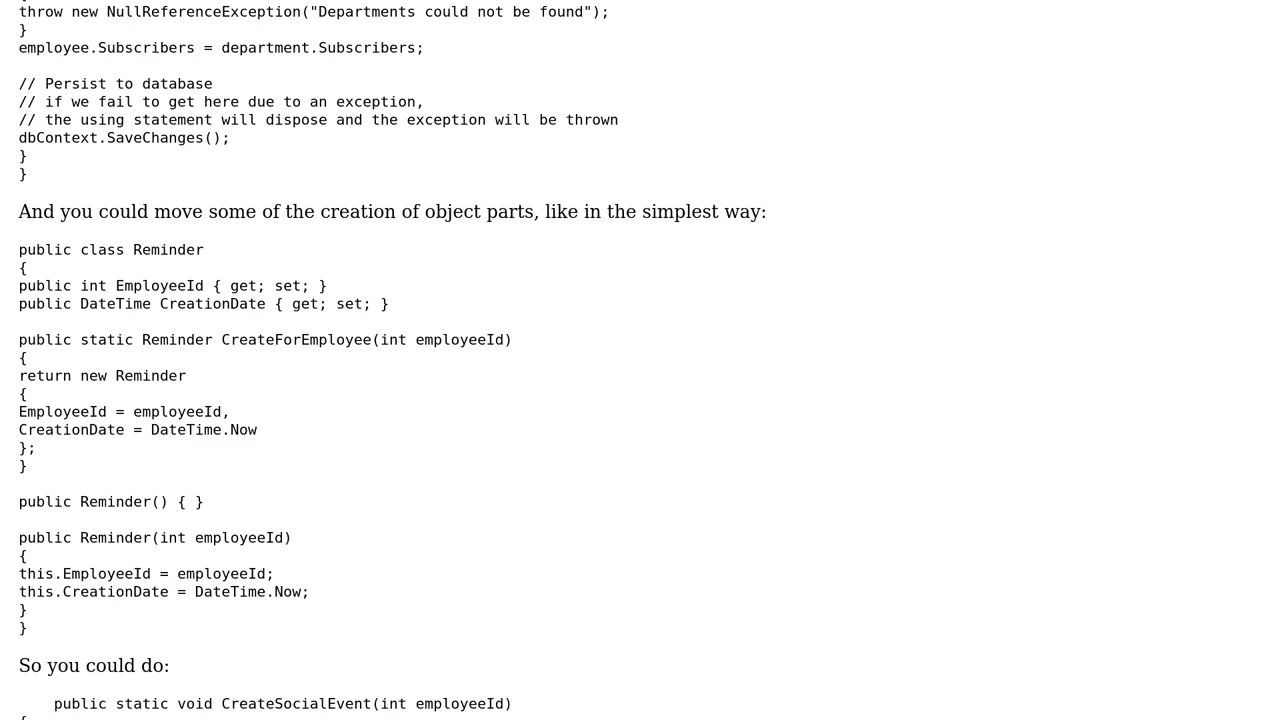 throw new NullReferenceException("Departments could not be found");
}
employee.Subscribers = department.Subscribers;

// Persist to database
// if we fail to get here due to an exception,
// the using statement will dispose and the exception will be thrown
dbContext.SaveChanges();
}
}

And you could move some of the creation of object parts, like in the simplest way:

public class Reminder
{
public int EmployeeId { get; set; }
public DateTime CreationDate { get; set; }

public static Reminder CreateForEmployee(int employeeId)
{
return new Reminder
{
EmployeeId = employeeId,
CreationDate = DateTime.Now
};
}

public Reminder() { }

public Reminder(int employeeId)
{
this.EmployeeId = employeeId;
this.CreationDate = DateTime.Now;
}
}

So you could do:

    public static void CreateSocialEvent(int employeeId)